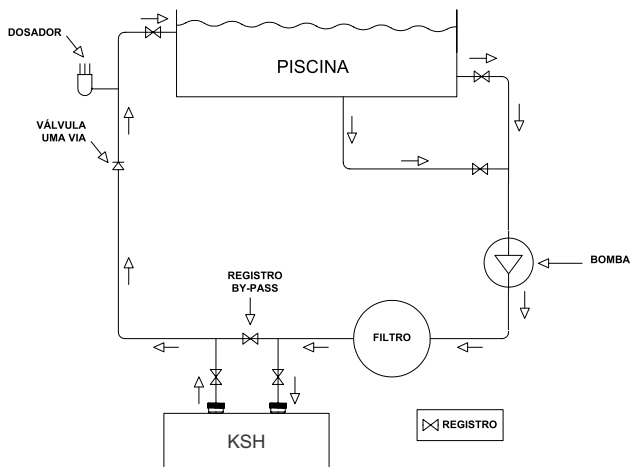 DOSADOR
PISCINA
VÁLVULA
UMA VIA
BOMBA
REGISTRO
BY-PASS
FILTRO
REGISTRO
KSH